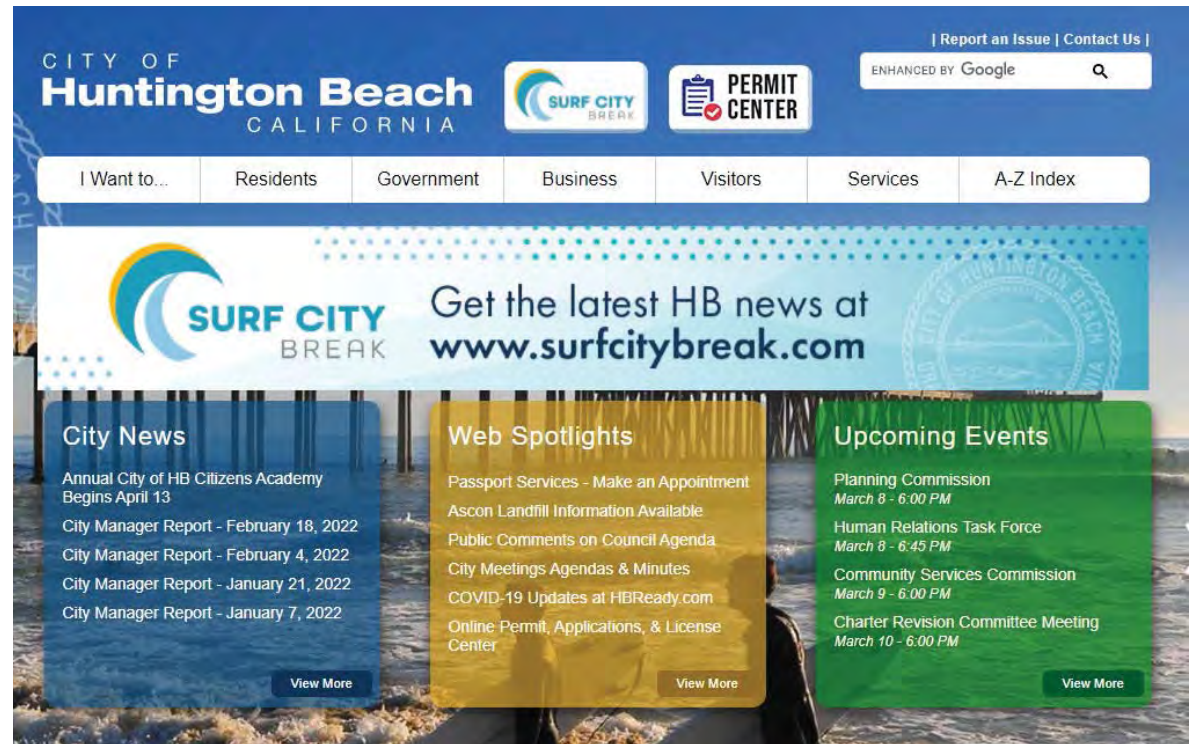 | Report an Issue | Contact Us |
CITY OF
Huntington Beach
CALIFORNIA
SURF CITY
BREAK
PERMIT
CENTER
ENHANCED BY Google
I Want to... Residents Government Business Visitors Services A-Z Index
SURF CITY
BREAK
Get the latest HB news at
www.surfcitybreak.com
City News
Annual City of HB Citizens Academy
Begins April 13
City Manager Report - February 18, 2022
City Manager Report - February 4, 2022
City Manager Report - January 21, 2022
City Manager Report - January 7, 2022
View More
Web Spotlights
Passport Services - Make an Appointment
Ascon Landfill Information Available
Public Comments on Council Agenda
City Meetings Agendas & Minutes
COVID-19 Updates at HBReady.com
Online Permit, Applications, & License
Center
View More
Upcoming Events
Planning Commission
March 8 - 6:00 PM
Human Relations Task Force
March 8 - 6:45 PM
Community Services Commission
March 9 - 6:00 PM
Charter Revision Committee Meeting
March 10 - 6:00 PM
View More